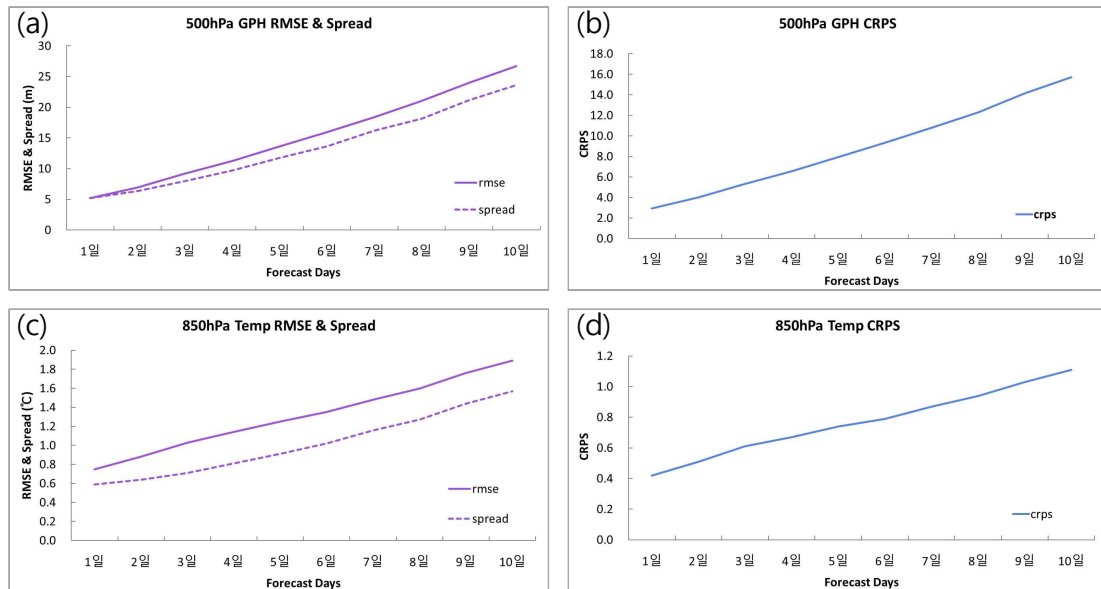 (a)
500hPa GPH RMSE & Spread
30
25
20
15
10
5
0
RMSE & Spread (m)
rmse
spread
1일 2일 3일 4일 5일 6일 7일 8일 9일 10일
Forecast Days
(b)
500hPa GPH CRPS
18.0
16.0
14.0
12.0
10.0
8.0
6.0
4.0
2.0
0.0
CRPS
crps
1일 2일 3일 4일 5일 6일 7일 8일 9일 10일
Forecast Days
(c)
850hPa Temp RMSE & Spread
2.0
1.8
1.6
1.4
1.2
1.0
0.8
0.6
0.4
0.2
0.0
RMSE & Spread (℃)
rmse
spread
1일 2일 3일 4일 5일 6일 7일 8일 9일 10일
Forecast Days
(d)
850hPa Temp CRPS
1.2
1.0
0.8
0.6
0.4
0.2
0.0
CRPS
crps
1일 2일 3일 4일 5일 6일 7일 8일 9일 10일
Forecast Days